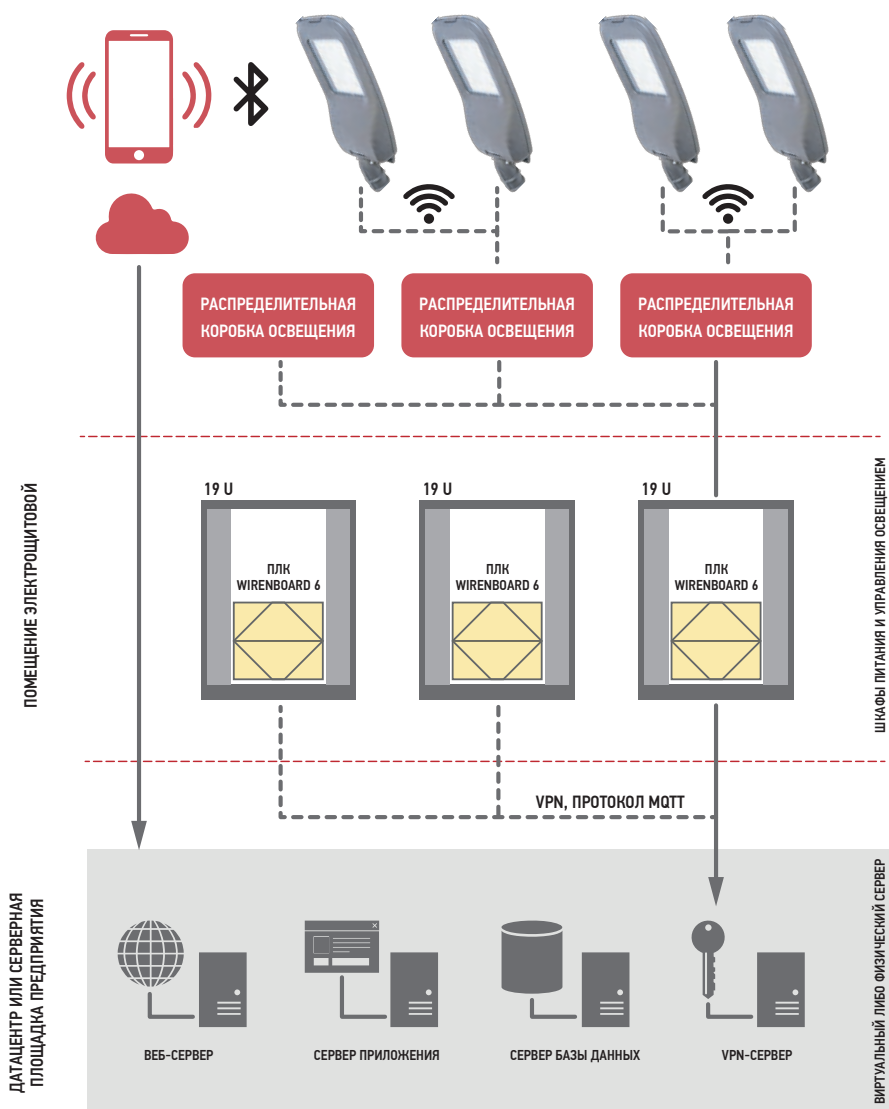 РАСПРЕДЕЛИТЕЛЬНАЯ
КОРОБКА ОСВЕЩЕНИЯ
РАСПРЕДЕЛИТЕЛЬНАЯ
КОРОБКА ОСВЕЩЕНИЯ
РАСПРЕДЕЛИТЕЛЬНАЯ
КОРОБКА ОСВЕЩЕНИЯ
ПОМЕЩЕНИЕ ЭЛЕКТРОЩИТОВОЙ
19 U
ПЛК
WIRENBOARD 6
19 U
ПЛК
WIRENBOARD 6
19 U
ПЛК
WIRENBOARD 6
ШКАФЫ ПИТАНИЯ И УПРАВЛЕНИЯ ОСВЕЩЕНИЕМ
VPN, ПРОТОКОЛ MQTT
ДАТАЦЕНТР ИЛИ СЕРВЕРНАЯ
ПЛОЩАДКА ПРЕДПРИЯТИЯ
ВЕБ-СЕРВЕР
СЕРВЕР ПРИЛОЖЕНИЯ
СЕРВЕР БАЗЫ ДАННЫХ
VPN-СЕРВЕР
ВИРТУАЛЬНЫЙ ЛИБО ФИЗИЧЕСКИЙ СЕРВЕР